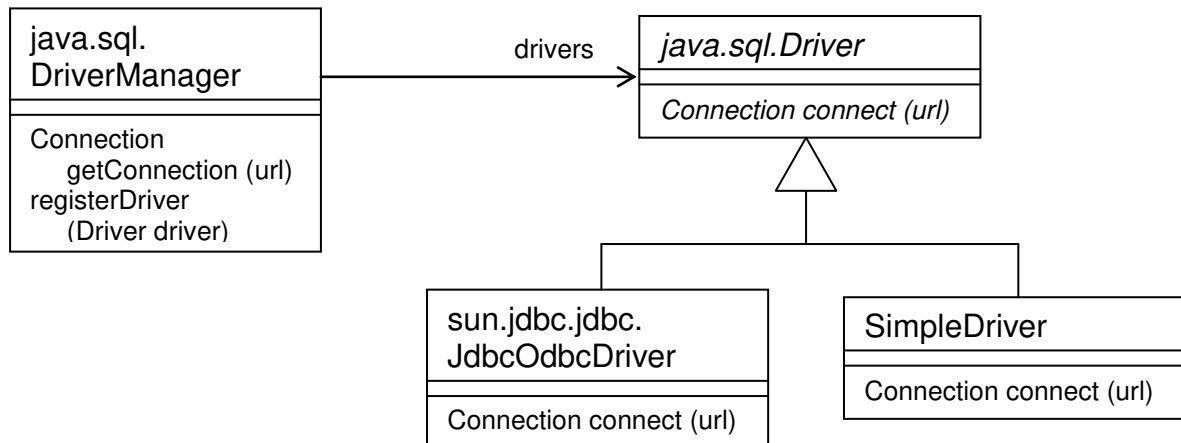 java.sql.
DriverManager
Connection
getConnection (url)
registerDriver
(Driver driver)
drivers
java.sql.Driver
Connection connect (url)
sun.jdbc.jdbc.
JdbcOdbcDriver
Connection connect (url)
SimpleDriver
Connection connect (url)